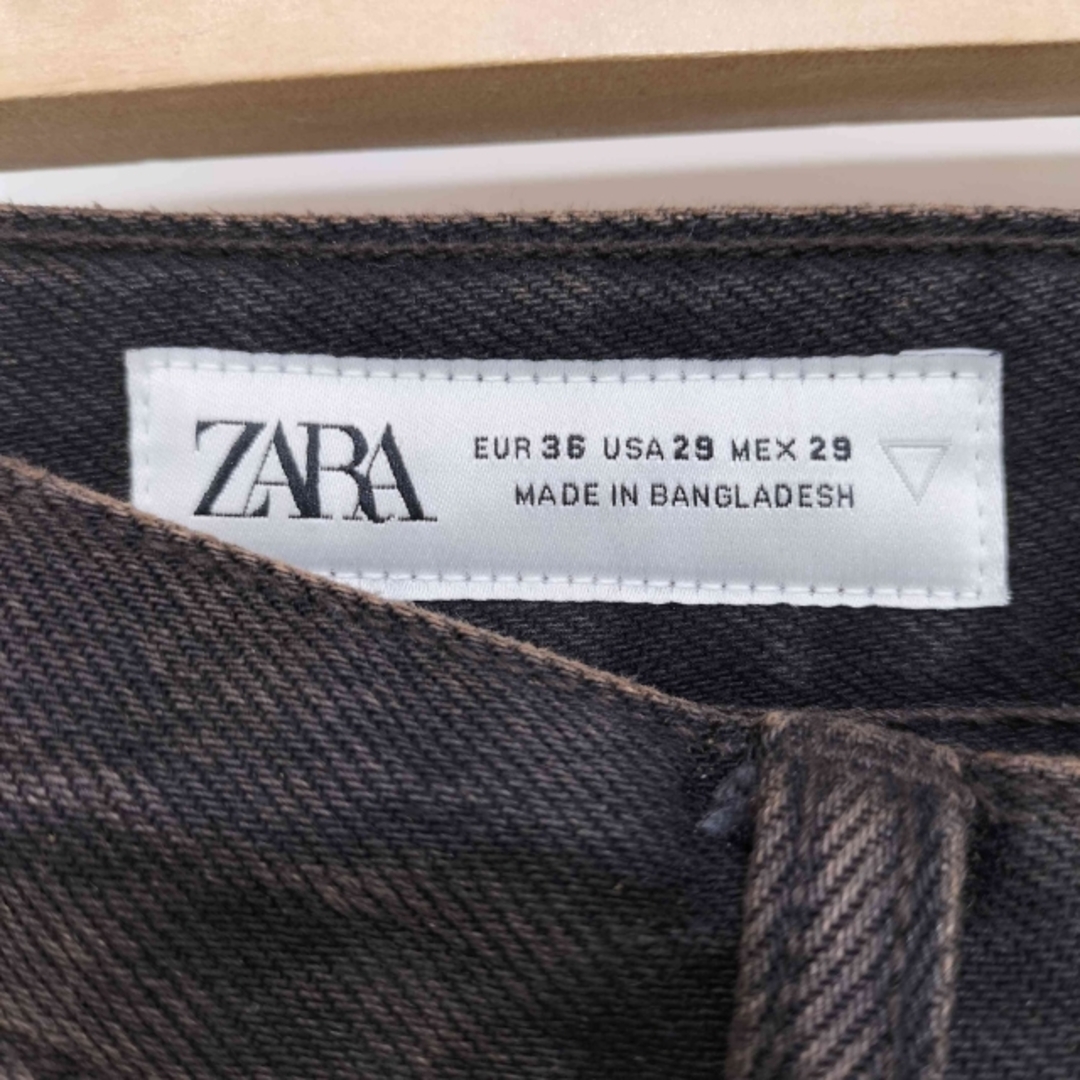 ZARA
EUR 36 USA 29 MEX 29
MADE IN BANGLADESH